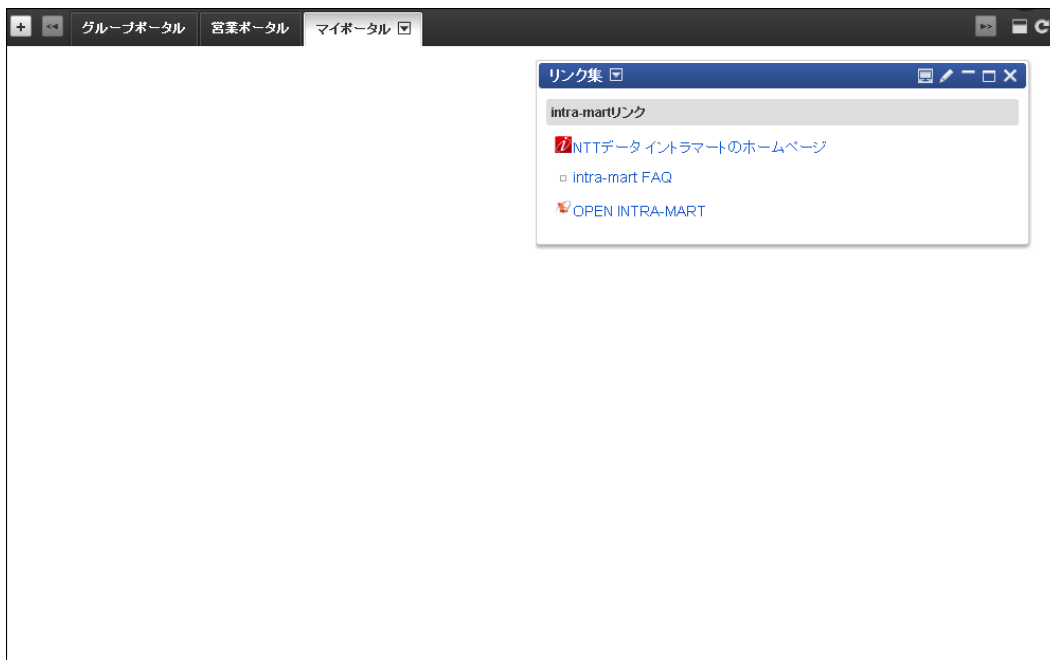 グループポータル 営業ポータル マイポータル
リンク集
intra-martリンク
NTTデータ イントラマートのホームページ
intra-mart FAQ
OPEN INTRA-MART